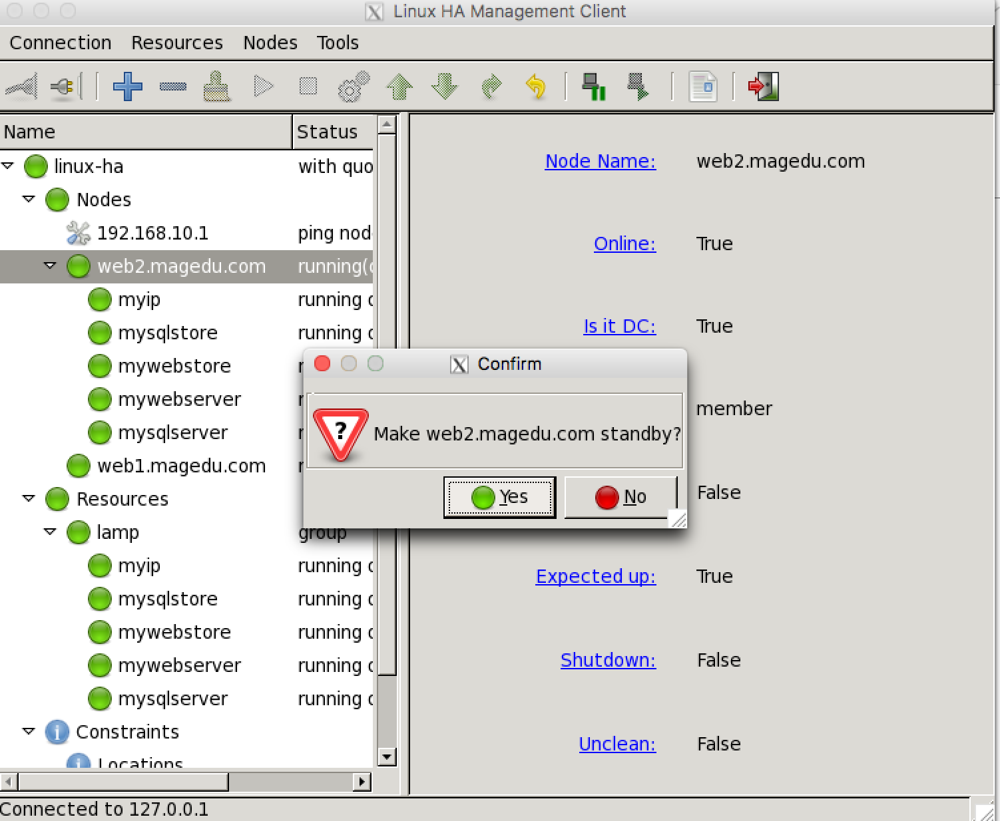 Linux HA Management Client
Connection Resources Nodes Tools
Name Status
linux-ha with quo
Nodes
192.168.10.1 ping nod
web2.magedu.com running(
myip running
mysqlstore running
mywebstore
mywebserver
mysqlserver
web1.magedu.com
Resources
lamp group
myip running
mysqlstore running
mywebstore running
mywebserver running
mysqlserver running
Constraints
Locations
Node Name: web2.magedu.com
Online: True
Is it DC: True
member
False
Expected up: True
Shutdown: False
Unclean: False
Confirm
?
Make web2.magedu.com standby?
Yes No
Connected to 127.0.0.1